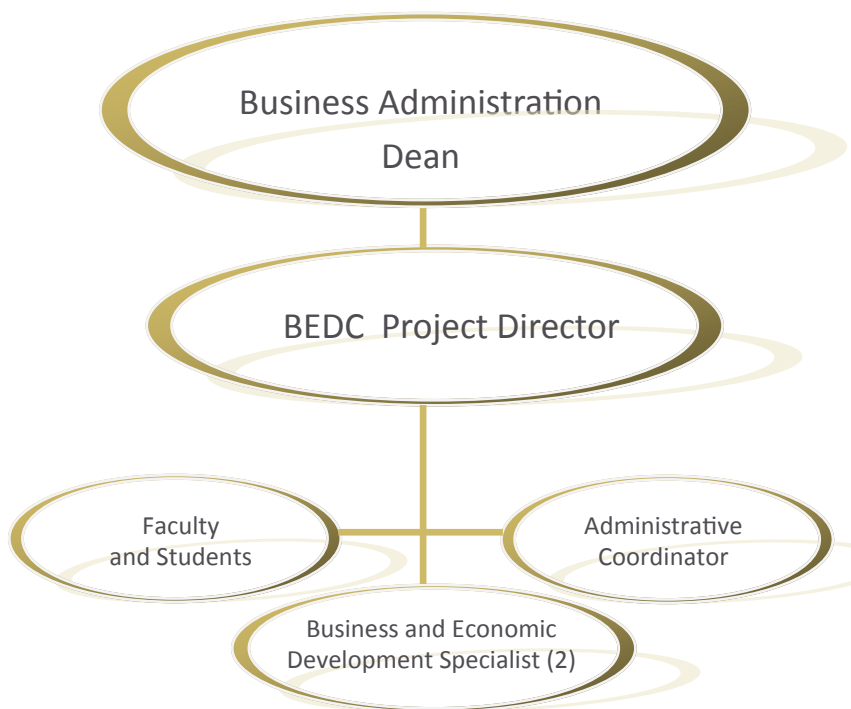 Business Administration
Dean
BEDC  Project Director
Faculty
and Students
Administrative
Coordinator
Business and Economic
Development Specialist (2)